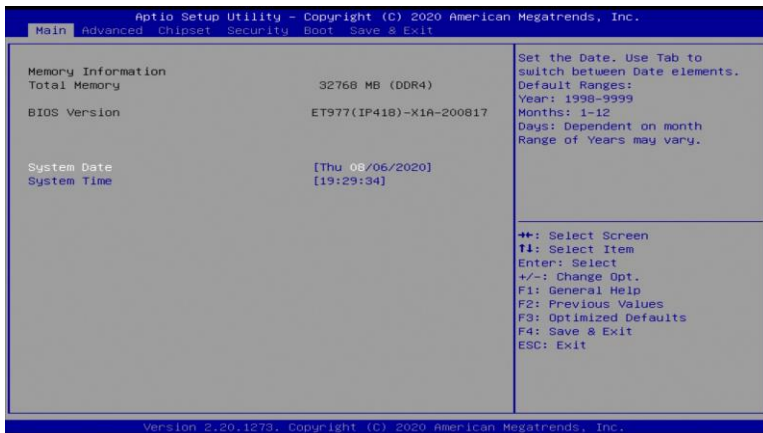 Aptio Setup Utility – Copyright (C) 2020 American Megatrends, Inc.
Main Advanced Chipset Security Boot Save & Exit
Memory Information
Total Memory 32768 MB (DDR4)
BIOS Version ET977(IP418)-X1A-200817
System Date [Thu 08/06/2020]
System Time [19:29:34]
Set the Date. Use Tab to
switch between Date elements.
Default Ranges:
Year: 1998-9999
Months: 1-12
Days: Dependent on month
Range of Years may vary.
→←: Select Screen
↑↓: Select Item
Enter: Select
+/-: Change Opt.
F1: General Help
F2: Previous Values
F3: Optimized Defaults
F4: Save & Exit
ESC: Exit
Version 2.20.1273. Copyright (C) 2020 American Megatrends, Inc.